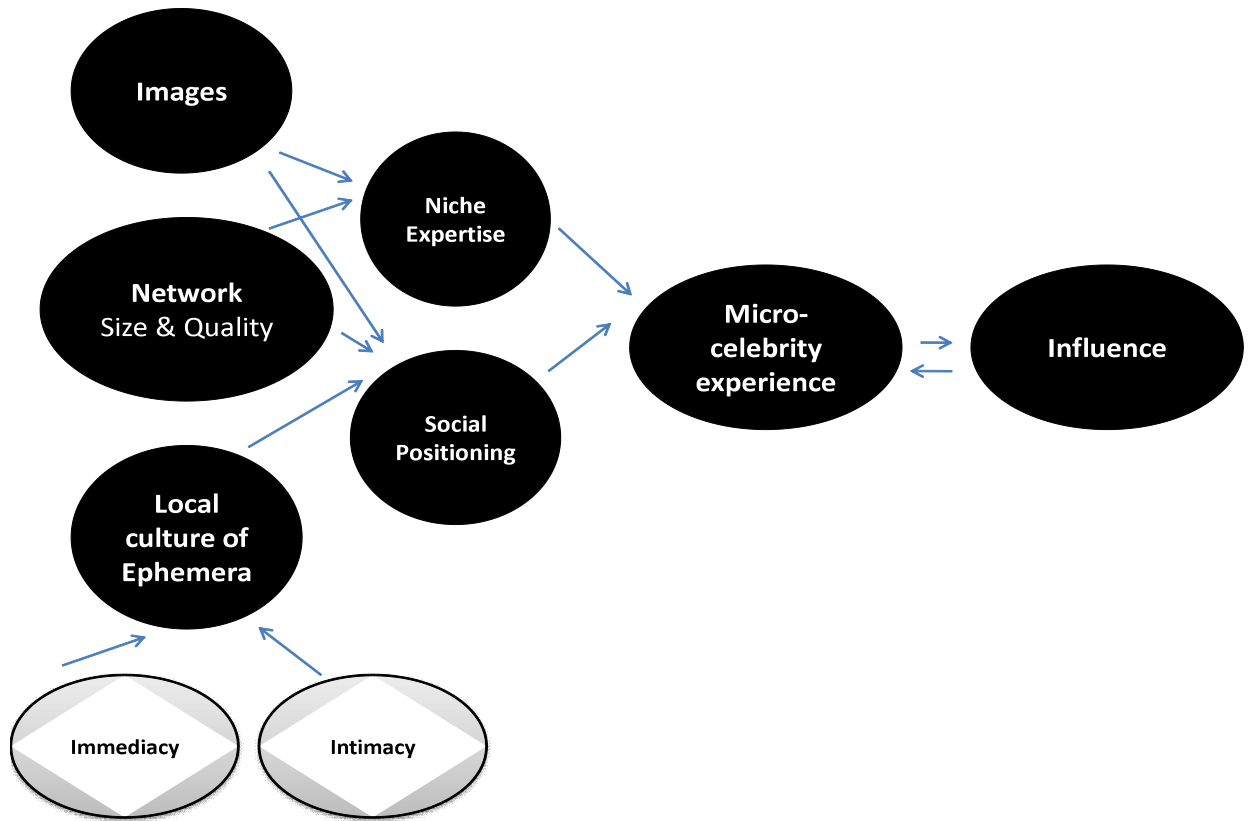 Images
Niche
Expertise
Network
Size & Quality
Micro-
celebrity
experience
Influence
Social
Positioning
Local
culture of
Ephemera
Immediacy
Intimacy